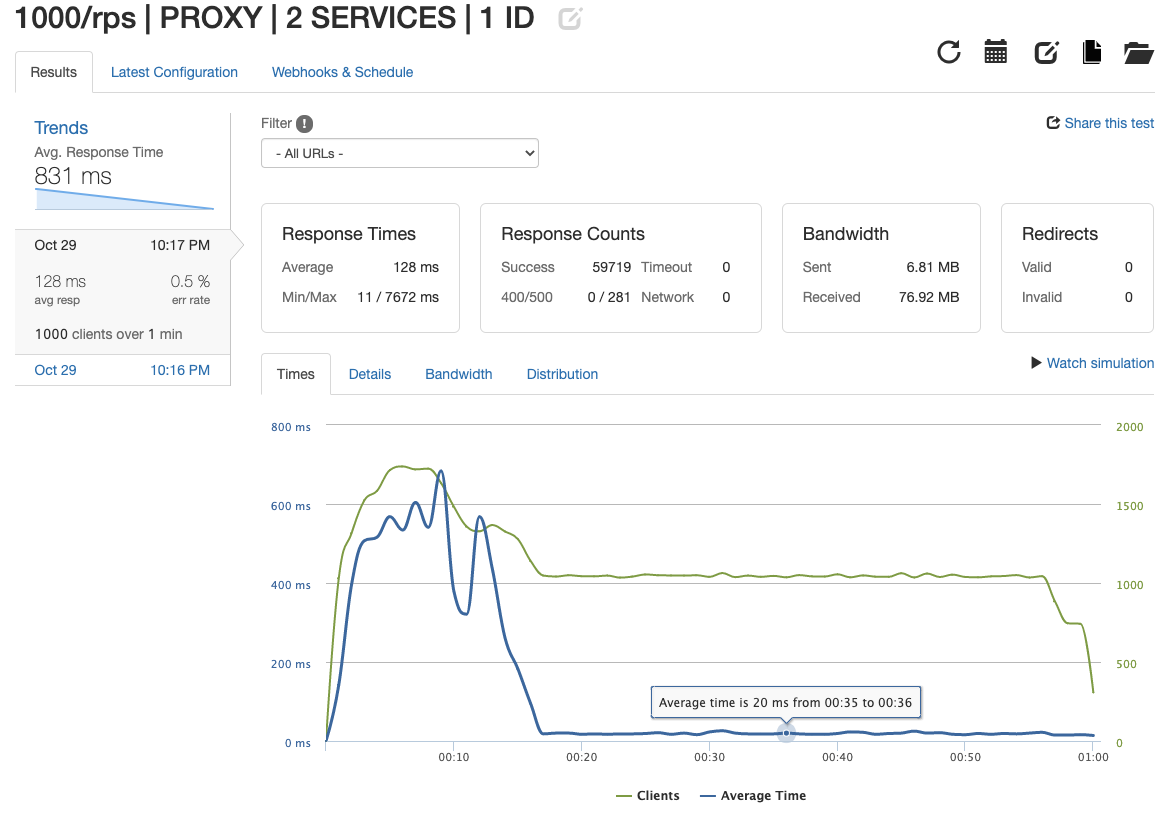 1000/rps | PROXY | 2 SERVICES | 1 ID
Results Latest Configuration Webhooks & Schedule
Trends
Avg. Response Time
831 ms
Oct 29 10:17 PM
128 ms 0.5 %
avg resp err rate
1000 clients over 1 min
Oct 29 10:16 PM
Filter !
Share this test
- All URLs -
Response Times
Average 128 ms
Min/Max 11 / 7672 ms
Response Counts
Success 59719 Timeout 0
400/500 0 / 281 Network 0
Bandwidth
Sent 6.81 MB
Received 76.92 MB
Redirects
Valid 0
Invalid 0
Times Details Bandwidth Distribution
Watch simulation
800 ms 2000
600 ms 1500
400 ms 1000
200 ms 500
Average time is 20 ms from 00:35 to 00:36
0 ms 0
00:10 00:20 00:30 00:40 00:50 01:00
Clients Average Time